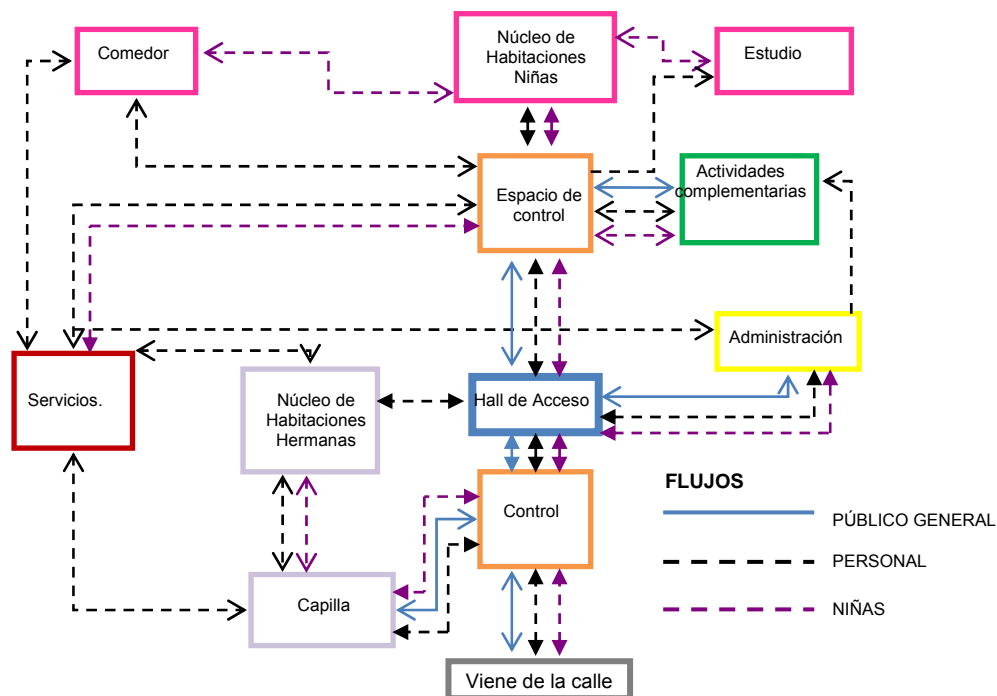 Comedor
Núcleo de
Habitaciones
Niñas
Estudio
Espacio de
control
Actividades
complementarias
Administración
Servicios.
Núcleo de
Habitaciones
Hermanas
Hall de Acceso
Control
Capilla
Viene de la calle
FLUJOS
PÚBLICO GENERAL
PERSONAL
NIÑAS